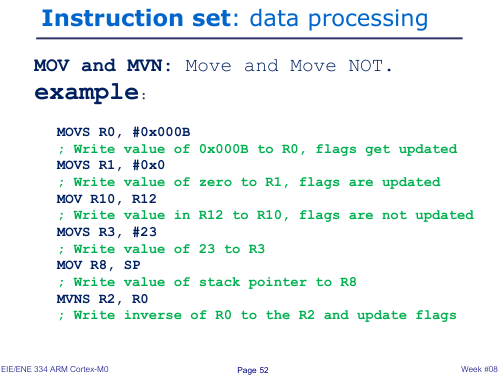 Instruction set: data processing
MOV and MVN: Move and Move NOT.
example:
MOVS R0, #0x000B
; Write value of 0x000B to R0, flags get updated
MOVS R1, #0x0
; Write value of zero to R1, flags are updated
MOV R10, R12
; Write value in R12 to R10, flags are not updated
MOVS R3, #23
; Write value of 23 to R3
MOV R8, SP
; Write value of stack pointer to R8
MVNS R2, R0
; Write inverse of R0 to the R2 and update flags
EIE/ENE 334 ARM Cortex-M0 Page 52 Week #08